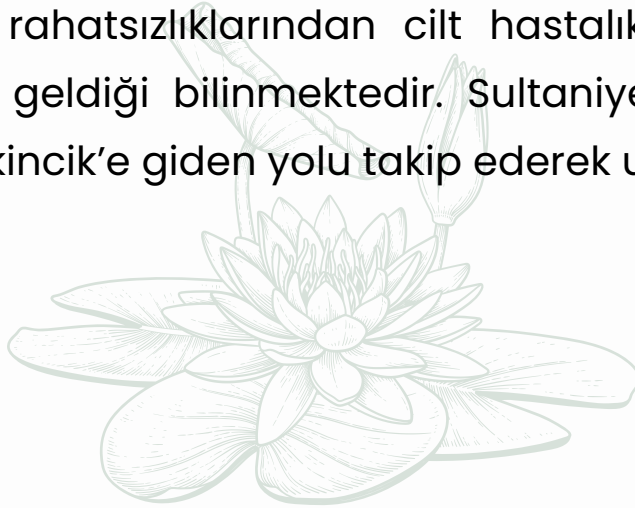 rahatsızlıklarından cilt hastalık
geldiği bilinmektedir. Sultaniye
kincik’e giden yolu takip ederek u